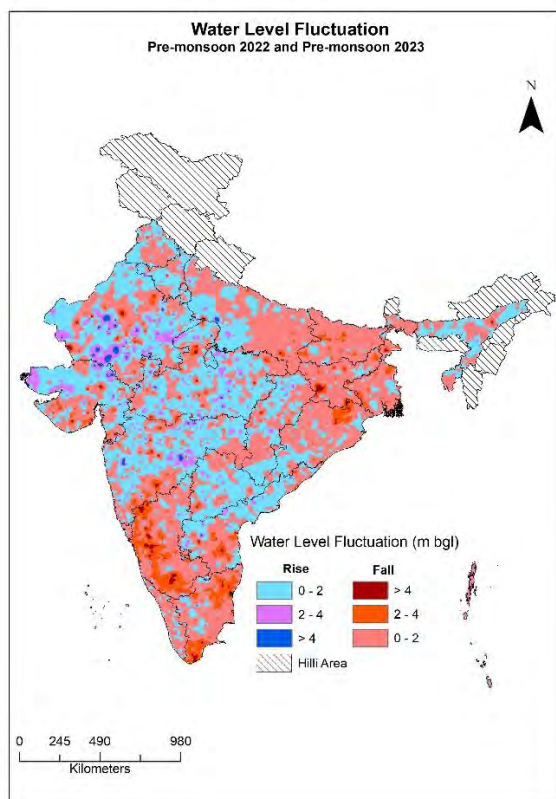 Water Level Fluctuation
Pre-monsoon 2022 and Pre-monsoon 2023
N
Water Level Fluctuation (m bgl)
Rise Fall
0 - 2 > 4
2 - 4 2 - 4
> 4 0 - 2
Hilli Area
0 245 490 980
Kilometers